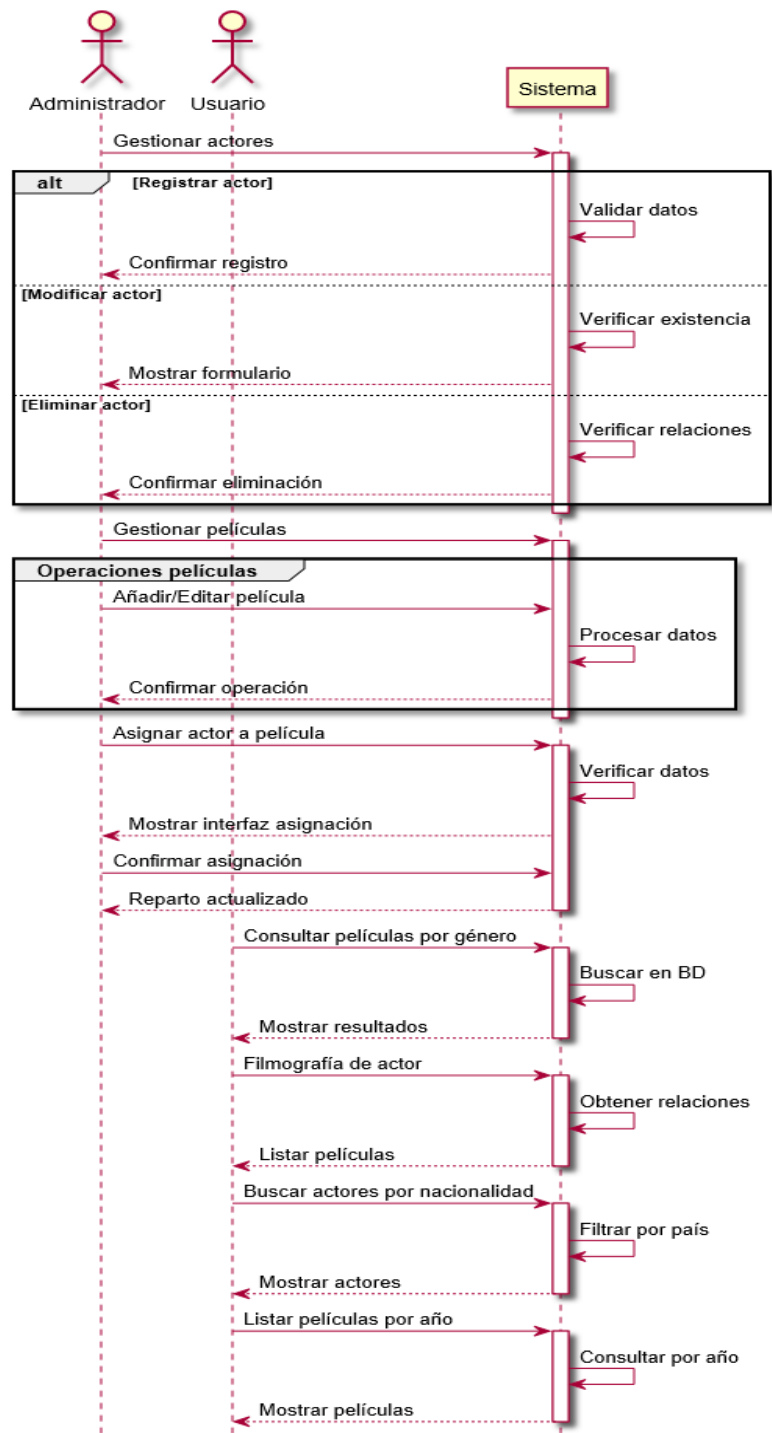 Administrador
Usuario
Sistema
Gestionar actores
alt
[Registrar actor]
Validar datos
Confirmar registro
[Modificar actor]
Verificar existencia
Mostrar formulario
[Eliminar actor]
Verificar relaciones
Confirmar eliminación
Gestionar películas
Operaciones películas
Añadir/Editar película
Procesar datos
Confirmar operación
Asignar actor a película
Verificar datos
Mostrar interfaz asignación
Confirmar asignación
Reparto actualizado
Consultar películas por género
Buscar en BD
Mostrar resultados
Filmografía de actor
Obtener relaciones
Listar películas
Buscar actores por nacionalidad
Filtrar por país
Mostrar actores
Listar películas por año
Consultar por año
Mostrar películas